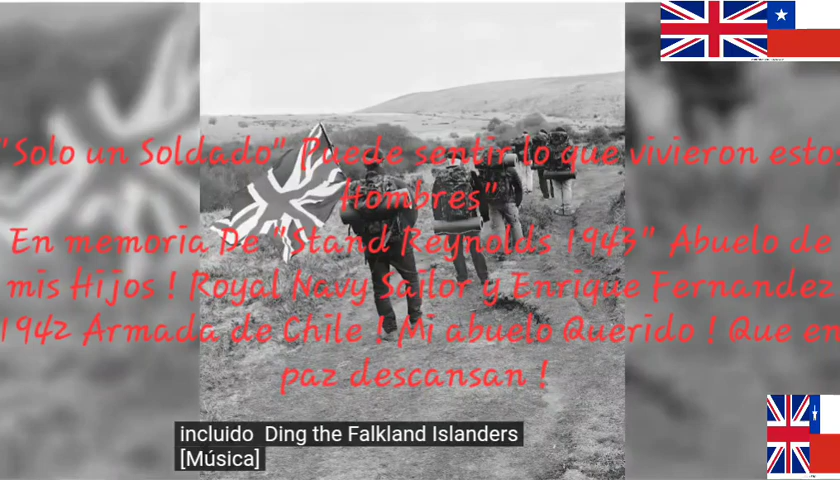 "Solo un Soldado" Puede sentir lo que vivieron estos
Hombres"
En memoria De "Stand Reynolds 1943" Abuelo de
mis Hijos ! Royal Navy Sailor y Enrique Fernandez
1942 Armada de Chile ! Mi abuelo Querido ! Que en
paz descansan !
incluido Ding the Falkland Islanders
[Música]